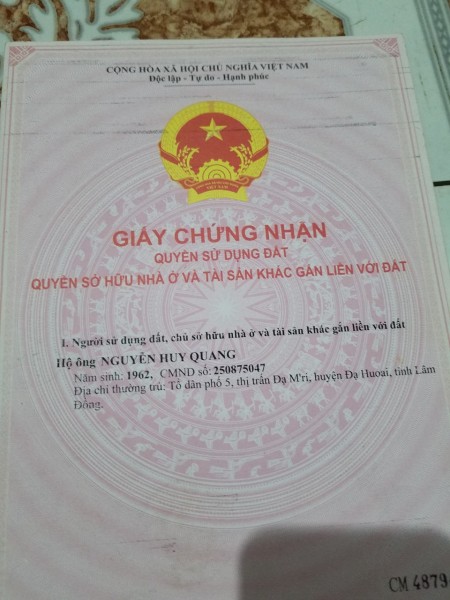 CỘNG HÒA XÃ HỘI CHỦ NGHĨA VIỆT NAM
Độc lập - Tự do - Hạnh phúc
VIỆT NAM
GIẤY CHỨNG NHẬN
QUYỀN SỬ DỤNG ĐẤT
QUYỀN SỞ HỮU NHÀ Ở VÀ TÀI SẢN KHÁC GẮN LIỀN VỚI ĐẤT
I. Người sử dụng đất, chủ sở hữu nhà ở và tài sản khác gắn liền với đất
Hộ ông NGUYỄN HUY QUANG
Năm sinh: 1962, CMND số: 250875047
Địa chỉ thường trú: Tổ dân phố 5, thị trấn Đạ M'ri, huyện Đạ Huoai, tỉnh Lâm
Đồng.
CM 4879